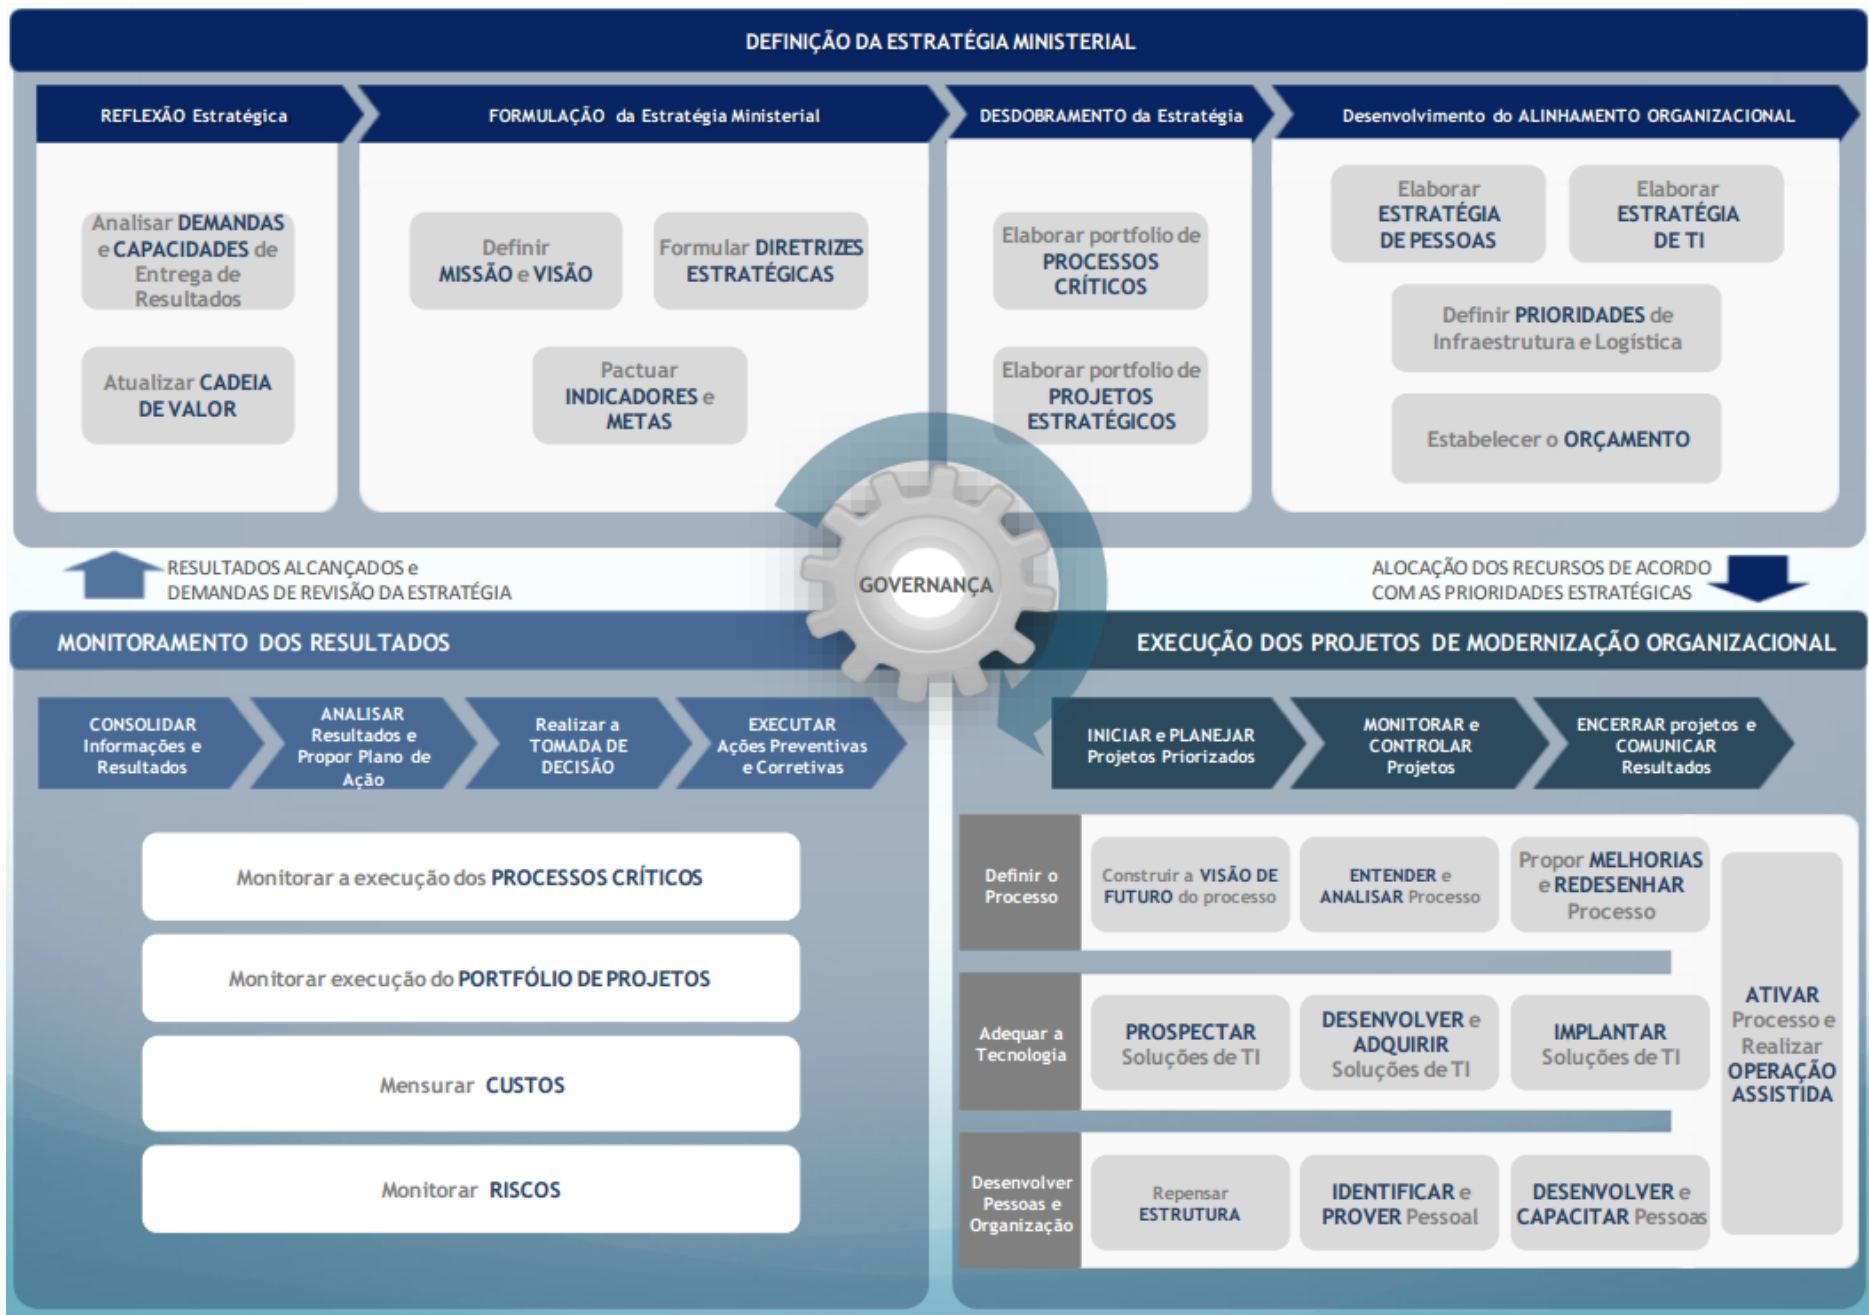 DEFINIÇÃO DA ESTRATÉGIA MINISTERIAL
REFLEXÃO Estratégica
Analisar DEMANDAS
e CAPACIDADES de
Entrega de
Resultados
Atualizar CADEIA
DE VALOR
FORMULAÇÃO da Estratégia Ministerial
Definir
MISSÃO e VISÃO
Formular DIRETRIZES
ESTRATÉGICAS
Pactuar
INDICADORES e
METAS
DESDOBRAMENTO da Estratégia
Elaborar portfolio de
PROCESSOS
CRÍTICOS
Elaborar portfolio de
PROJETOS
ESTRATÉGICOS
Desenvolvimento do ALINHAMENTO ORGANIZACIONAL
Elaborar
ESTRATÉGIA
DE PESSOAS
Elaborar
ESTRATÉGIA
DE TI
Definir PRIORIDADES de
Infraestrutura e Logística
Estabelecer o ORÇAMENTO
RESULTADOS ALCANÇADOS e
DEMANDAS DE REVISÃO DA ESTRATÉGIA
GOVERNANÇA
ALOCAÇÃO DOS RECURSOS DE ACORDO
COM AS PRIORIDADES ESTRATÉGICAS
MONITORAMENTO DOS RESULTADOS
CONSOLIDAR
Informações e
Resultados
ANALISAR
Resultados e
Propor Plano de
Ação
Realizar a
TOMADA DE
DECISÃO
EXECUTAR
Ações Preventivas
e Corretivas
Monitorar a execução dos PROCESSOS CRÍTICOS
Monitorar execução do PORTFÓLIO DE PROJETOS
Mensurar CUSTOS
Monitorar RISCOS
EXECUÇÃO DOS PROJETOS DE MODERNIZAÇÃO ORGANIZACIONAL
INICIAR e PLANEJAR
Projetos Priorizados
MONITORAR e
CONTROLAR
Projetos
ENCERRAR projetos e
COMUNICAR
Resultados
Definir o
Processo
Construir a VISÃO DE
FUTURO do processo
ENTENDER e
ANALISAR Processo
Propor MELHORIAS
e REDESENHAR
Processo
Adequar a
Tecnologia
PROSPECTAR
Soluções de TI
DESENVOLVER e
ADQUIRIR
Soluções de TI
IMPLANTAR
Soluções de TI
Desenvolver
Pessoas e
Organização
Repensar
ESTRUTURA
IDENTIFICAR e
PROVER Pessoal
DESENVOLVER e
CAPACITAR Pessoas
ATIVAR
Processo e
Realizar
OPERAÇÃO
ASSISTIDA